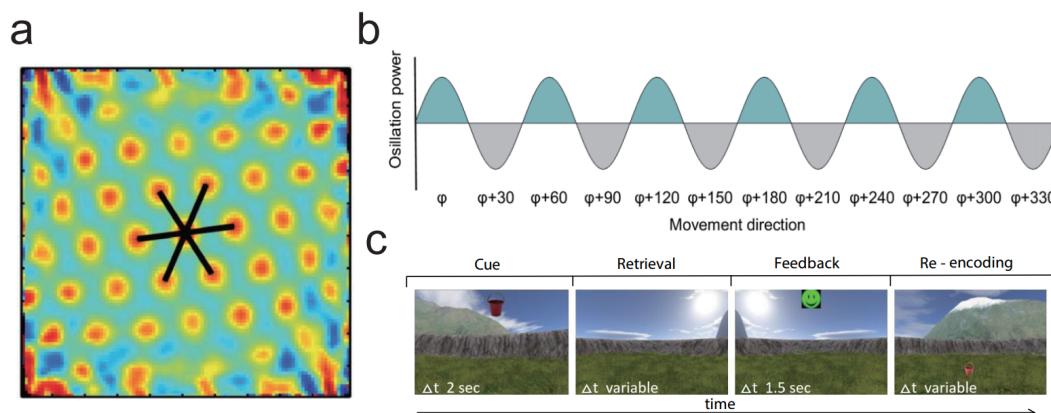 a
b
Osillation power
φ φ+30 φ+60 φ+90 φ+120 φ+150 φ+180 φ+210 φ+240 φ+270 φ+300 φ+330
Movement direction
c
Cue Retrieval Feedback Re - encoding
Δt 2 sec Δt variable Δt 1.5 sec Δt variable
time